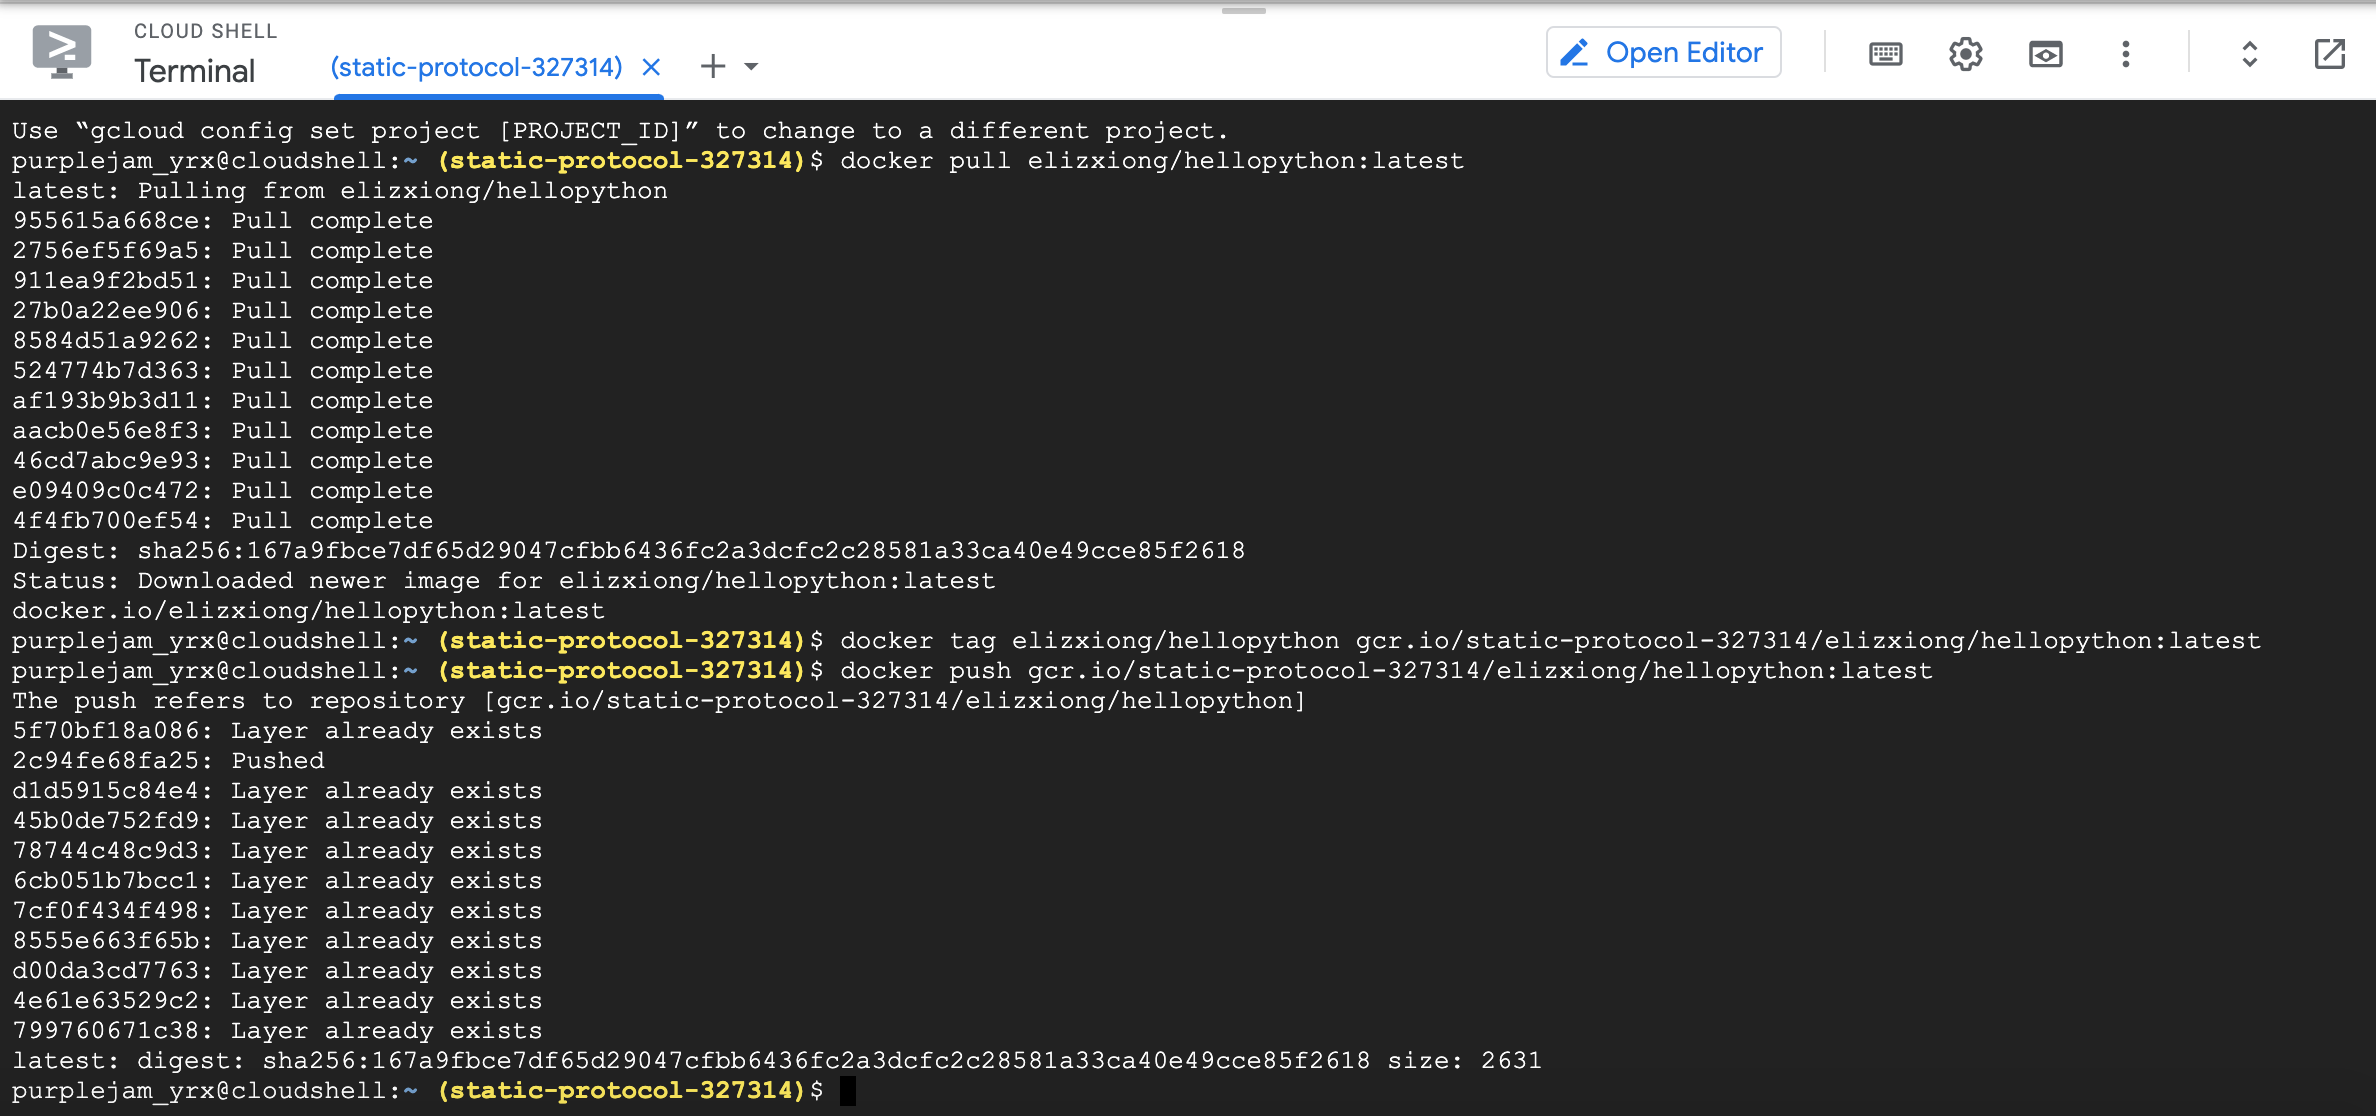 CLOUD SHELL
Terminal
(static-protocol-327314)
Open Editor
Use “gcloud config set project [PROJECT_ID]” to change to a different project.
purplejam_yrx@cloudshell:~ (static-protocol-327314)$ docker pull elizxiong/hellopython:latest
latest: Pulling from elizxiong/hellopython
955615a668ce: Pull complete
2756ef5f69a5: Pull complete
911ea9f2bd51: Pull complete
27b0a22ee906: Pull complete
8584d51a9262: Pull complete
524774b7d363: Pull complete
af193b9b3d11: Pull complete
aacb0e56e8f3: Pull complete
46cd7abc9e93: Pull complete
e09409c0c472: Pull complete
4f4fb700ef54: Pull complete
Digest: sha256:167a9fbce7df65d29047cfbb6436fc2a3dcfc2c28581a33ca40e49cce85f2618
Status: Downloaded newer image for elizxiong/hellopython:latest
docker.io/elizxiong/hellopython:latest
purplejam_yrx@cloudshell:~ (static-protocol-327314)$ docker tag elizxiong/hellopython gcr.io/static-protocol-327314/elizxiong/hellopython:latest
purplejam_yrx@cloudshell:~ (static-protocol-327314)$ docker push gcr.io/static-protocol-327314/elizxiong/hellopython:latest
The push refers to repository [gcr.io/static-protocol-327314/elizxiong/hellopython]
5f70bf18a086: Layer already exists
2c94fe68fa25: Pushed
d1d5915c84e4: Layer already exists
45b0de752fd9: Layer already exists
78744c48c9d3: Layer already exists
6cb051b7bcc1: Layer already exists
7cf0f434f498: Layer already exists
8555e663f65b: Layer already exists
d00da3cd7763: Layer already exists
4e61e63529c2: Layer already exists
799760671c38: Layer already exists
latest: digest: sha256:167a9fbce7df65d29047cfbb6436fc2a3dcfc2c28581a33ca40e49cce85f2618 size: 2631
purplejam_yrx@cloudshell:~ (static-protocol-327314)$